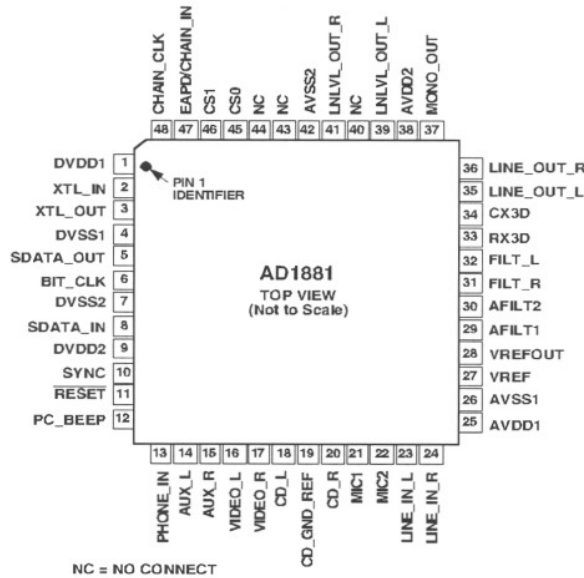 CHAIN_CLK
EAPD/CHAIN_IN
CS1
CS0
NC
NC
AVSS2
LNLVL_OUT_R
NC
LNLVL_OUT_L
AVDD2
MONO_OUT
48 47 46 45 44 43 42 41 40 39 38 37
DVDD1 1
XTL_IN 2
XTL_OUT 3
DVSS1 4
SDATA_OUT 5
BIT_CLK 6
DVSS2 7
SDATA_IN 8
DVDD2 9
SYNC 10
RESET 11
PC_BEEP 12
PIN 1
IDENTIFIER
AD1881
TOP VIEW
(Not to Scale)
36 LINE_OUT_R
35 LINE_OUT_L
34 CX3D
33 RX3D
32 FILT_L
31 FILT_R
30 AFILT2
29 AFILT1
28 VREFOUT
27 VREF
26 AVSS1
25 AVDD1
13 14 15 16 17 18 19 20 21 22 23 24
PHONE_IN
AUX_L
AUX_R
VIDEO_L
VIDEO_R
CD_L
CD_GND_REF
CD_R
MIC1
MIC2
LINE_IN_L
LINE_IN_R
NC = NO CONNECT